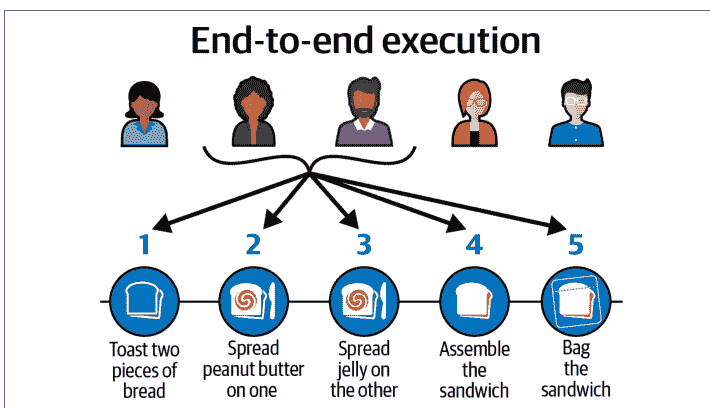 End-to-end execution
1
2
3
4
5
Toast two
pieces of
bread
Spread
peanut butter
on one
Spread
jelly on
the other
Assemble
the
sandwich
Bag
the
sandwich